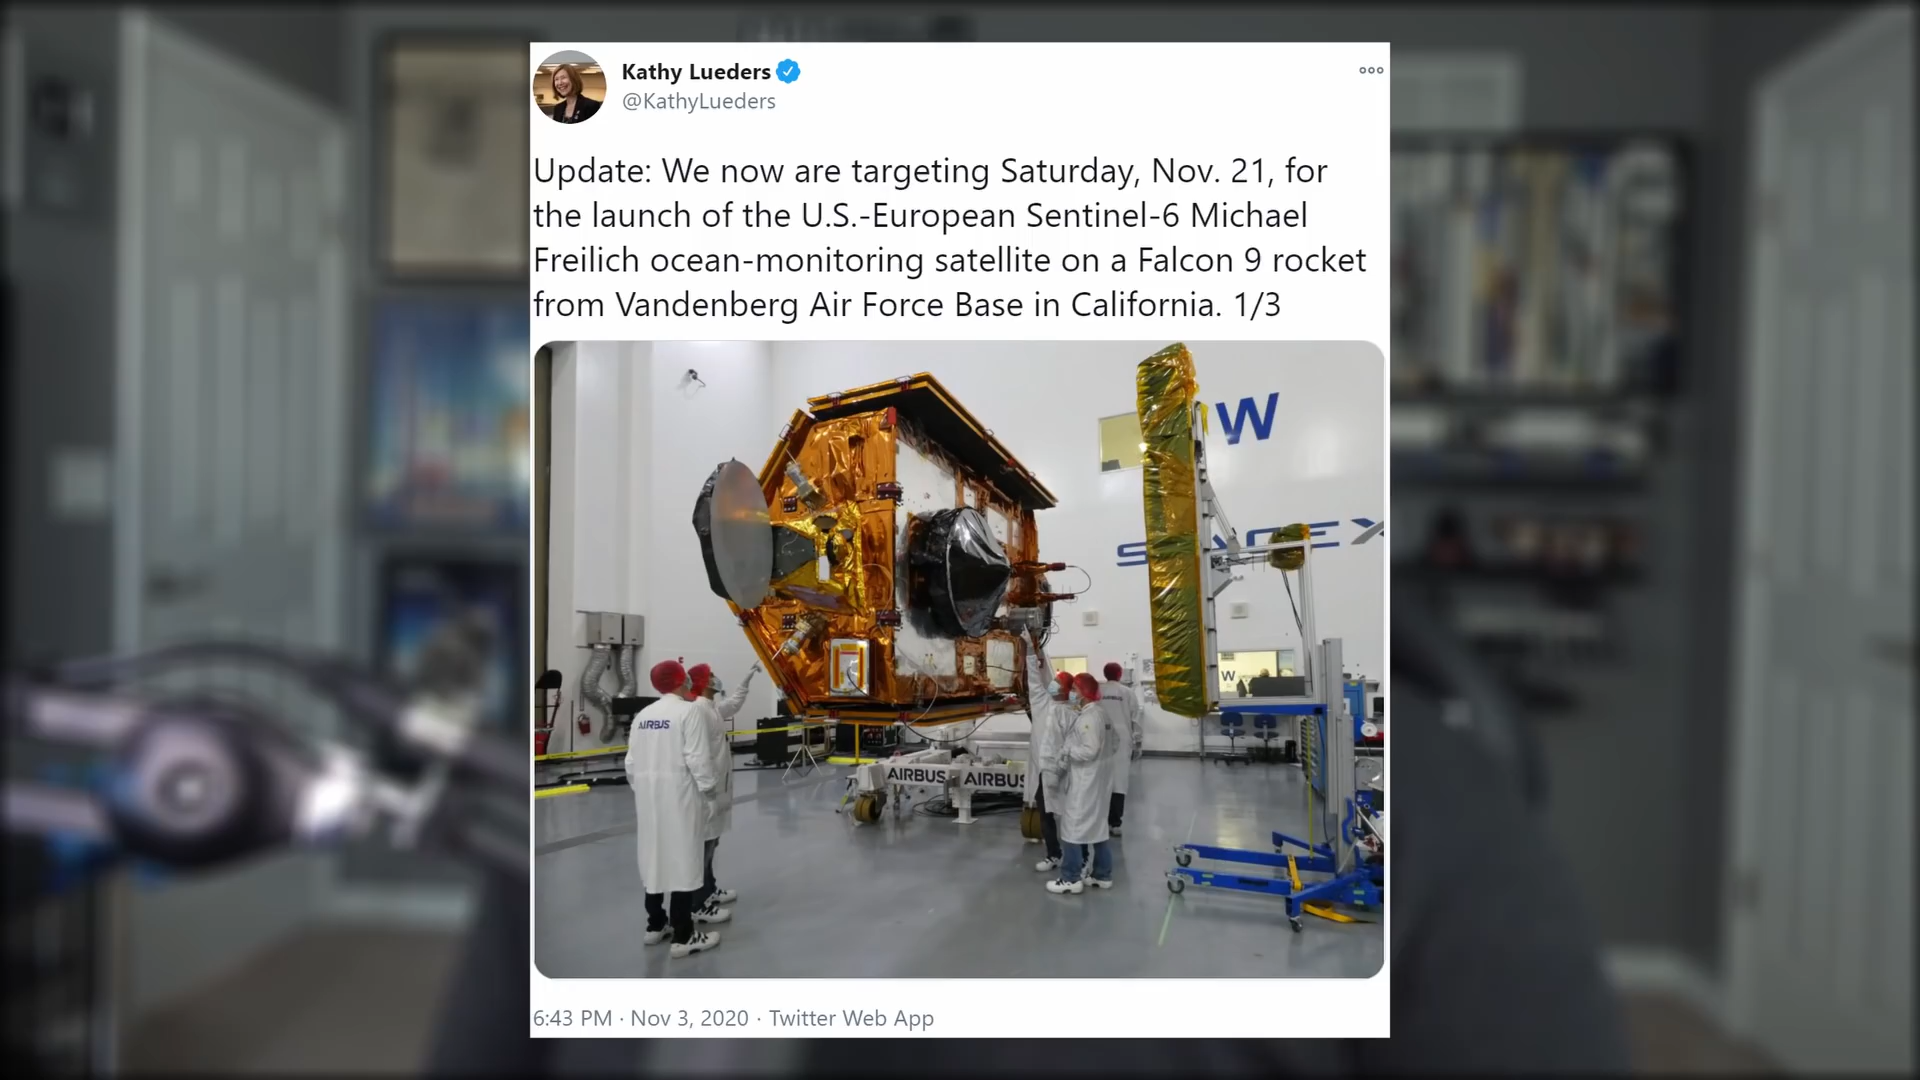 Kathy Lueders
@KathyLueders
Update: We now are targeting Saturday, Nov. 21, for
the launch of the U.S.-European Sentinel-6 Michael
Freilich ocean-monitoring satellite on a Falcon 9 rocket
from Vandenberg Air Force Base in California. 1/3
W
SPACEX
W
AIRBUS
AIRBUS AIRBUS
6:43 PM · Nov 3, 2020 · Twitter Web App